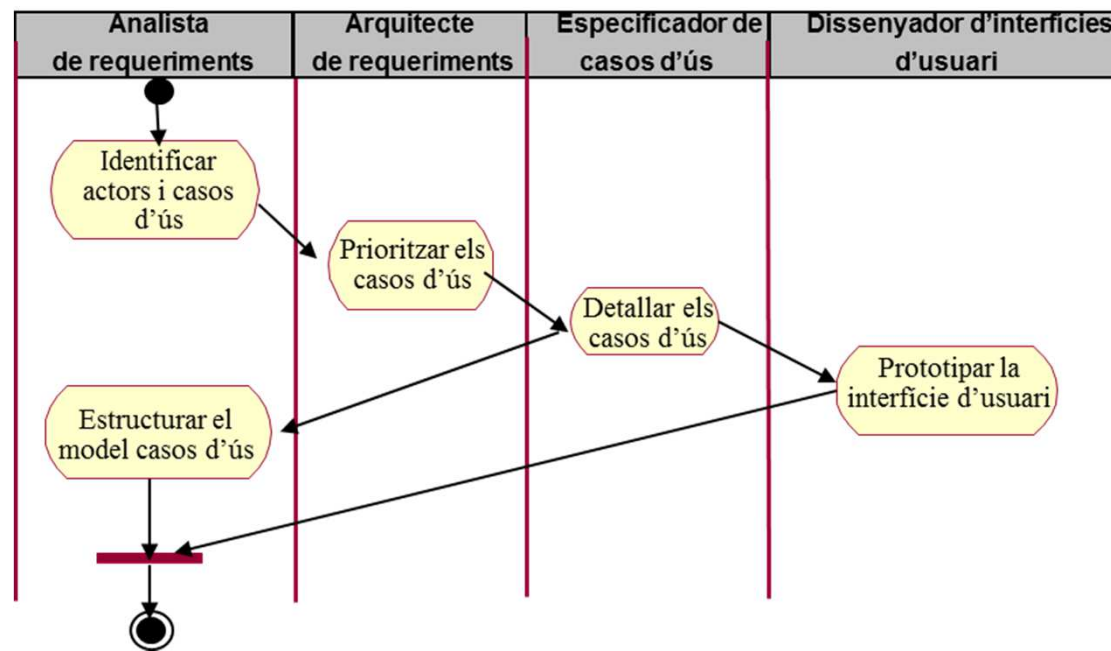 Analista
de requeriments
Arquitecte
de requeriments
Especificador de
casos d'ús
Dissenyador d'interfícies
d'usuari
Identificar
actors i casos
d'ús
Prioritzar els
casos d'ús
Detallar els
casos d'ús
Prototipar la
interfície d'usuari
Estructurar el
model casos d'ús